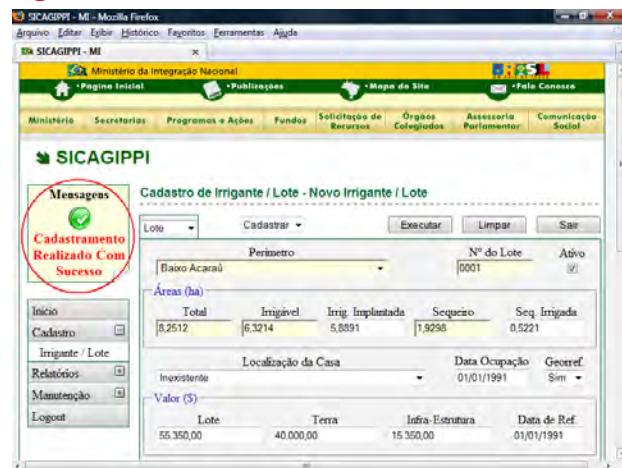 SICAGIPPI - MI - Mozilla Firefox
Arquivo Editar Exibir Histórico Favoritos Ferramentas Ajuda
SICAGIPPI - MI x
Ministério da Integração Nacional BRASIL
•Pagina Inicial •Publicações •Mapa do Site •Fale Conosco
Ministério Secretarias Programas e Ações Fundos Solicitação de Recursos Órgãos Colegiados Assessoria Parlamentar Comunicação Social
SICAGIPPI
Mensagens
Cadastramento
Realizado Com
Sucesso
Início
Cadastro
Irrigante / Lote
Relatórios
Manutenção
Logout
Cadastro de Irrigante / Lote - Novo Irrigante / Lote
Lote Cadastrar Executar Limpar Sair
Perímetro Nº do Lote Ativo
Baixo Acaraú 0001
Áreas (ha)
Total Irrigável Irrig. Implantada Sequeiro Seq. Irrigada
8,2512 6,3214 5,8891 1,9298 0,5221
Localização da Casa Data Ocupação Georref.
Inexistente 01/01/1991 Sim
Valor ($)
Lote Terra Infra-Estrutura Data de Ref.
55.350,00 40.000,00 15.350,00 01/01/1991